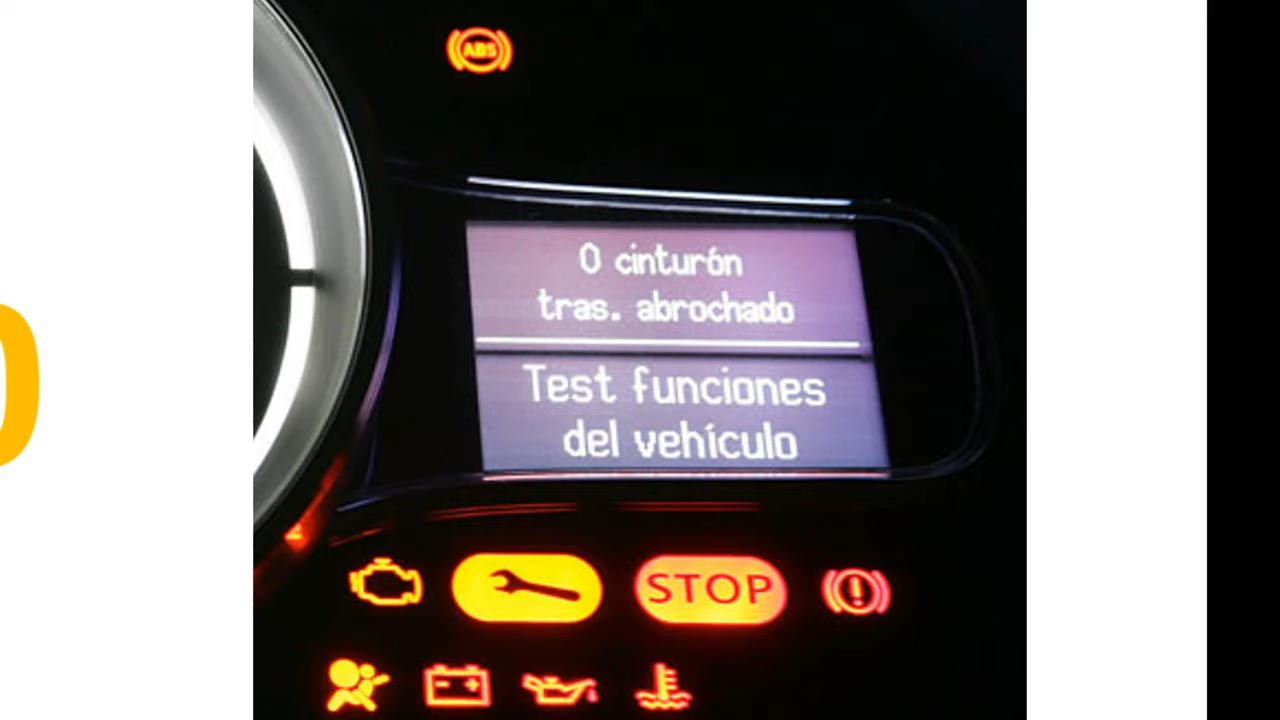 ABS
0 cinturón
tras. abrochado
Test funciones
del vehículo
STOP